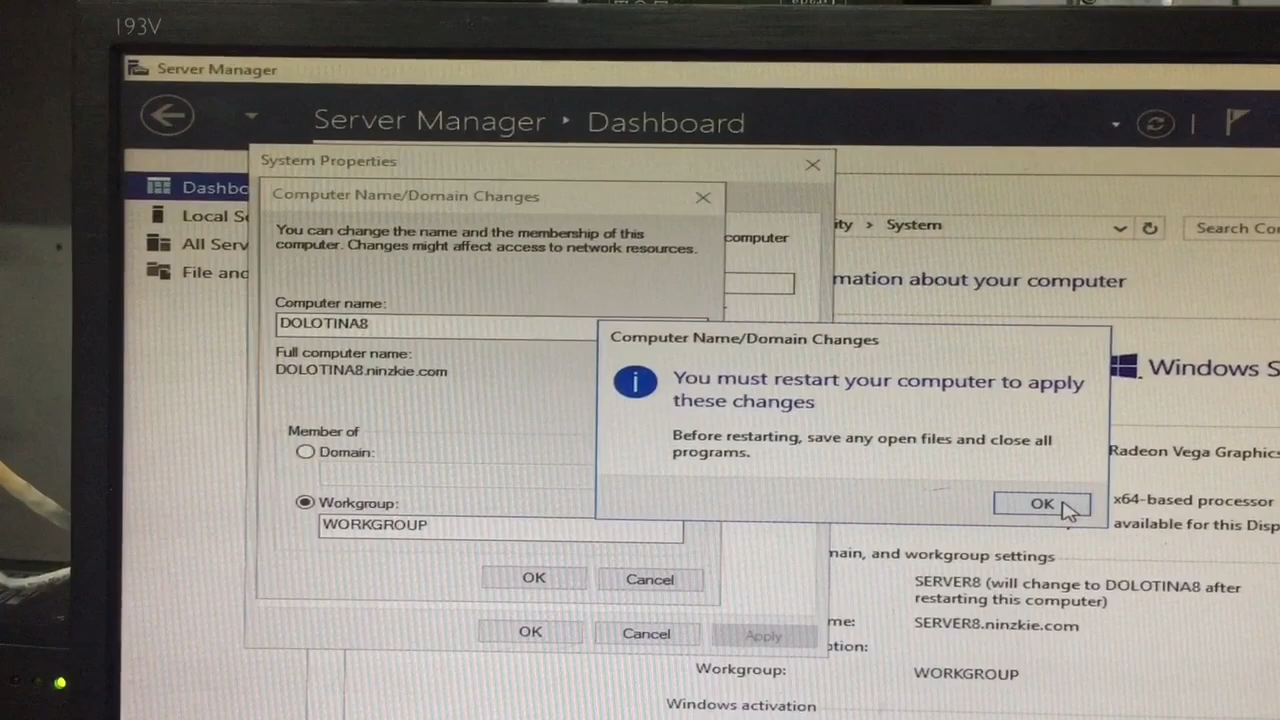 193V
Server Manager
Server Manager ‣ Dashboard
System Properties
Dashbo
Computer Name/Domain Changes
Local Se
All Serv
File and
You can change the name and the membership of this
computer. Changes might affect access to network resources.
computer
ity > System
Search Co
mation about your computer
Computer name:
DOLOTINA8
Full computer name:
DOLOTINA8.ninzkie.com
Computer Name/Domain Changes
You must restart your computer to apply
these changes
Before restarting, save any open files and close all
programs.
OK
Windows S
Member of
Domain:
Workgroup:
WORKGROUP
OK
Cancel
OK
Cancel
Apply
Radeon Vega Graphics
x64-based processor
available for this Disp
main, and workgroup settings
SERVER8 (will change to DOLOTINA8 after
restarting this computer)
me:
SERVER8.ninzkie.com
ption:
Workgroup:
WORKGROUP
Windows activation